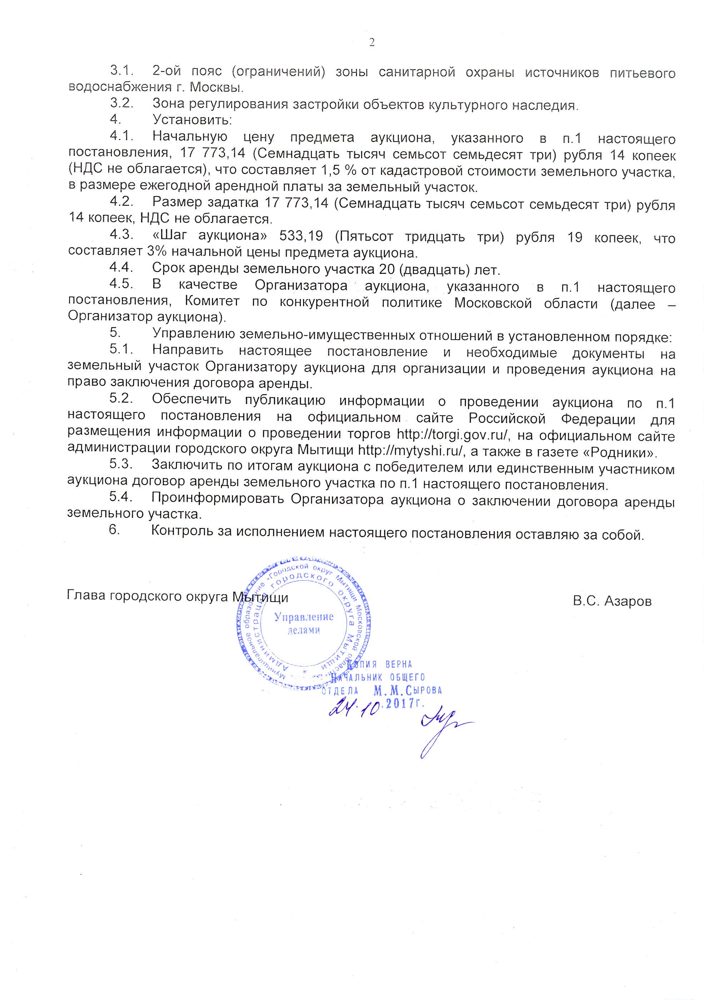 2
3.1. 2-ой пояс (ограничений) зоны санитарной охраны источников питьевого
водоснабжения г. Москвы.
3.2. Зона регулирования застройки объектов культурного наследия.
4. Установить:
4.1. Начальную цену предмета аукциона, указанного в п.1 настоящего
постановления, 17 773,14 (Семнадцать тысяч семьсот семьдесят три) рубля 14 копеек
(НДС не облагается), что составляет 1,5 % от кадастровой стоимости земельного участка,
в размере ежегодной арендной платы за земельный участок.
4.2. Размер задатка 17 773,14 (Семнадцать тысяч семьсот семьдесят три) рубля
14 копеек, НДС не облагается.
4.3. «Шаг аукциона» 533,19 (Пятьсот тридцать три) рубля 19 копеек, что
составляет 3% начальной цены предмета аукциона.
4.4. Срок аренды земельного участка 20 (двадцать) лет.
4.5. В качестве Организатора аукциона, указанного в п.1 настоящего
постановления, Комитет по конкурентной политике Московской области (далее –
Организатор аукциона).
5. Управлению земельно-имущественных отношений в установленном порядке:
5.1. Направить настоящее постановление и необходимые документы на
земельный участок Организатору аукциона для организации и проведения аукциона на
право заключения договора аренды.
5.2. Обеспечить публикацию информации о проведении аукциона по п.1
настоящего постановления на официальном сайте Российской Федерации для
размещения информации о проведении торгов http://torgi.gov.ru/, на официальном сайте
администрации городского округа Мытищи http://mytyshi.ru/, а также в газете «Родники».
5.3. Заключить по итогам аукциона с победителем или единственным участником
аукциона договор аренды земельного участка по п.1 настоящего постановления.
5.4. Проинформировать Организатора аукциона о заключении договора аренды
земельного участка.
6. Контроль за исполнением настоящего постановления оставляю за собой.
Глава городского округа Мытищи В.С. Азаров
Муниципальное образование «Городской округ Мытищи Московской области»
Администрация городского округа Мытищи *
Управление
делами
Копия верна
Начальник общего
отдела М.М.Сырова
24.10.2017г.